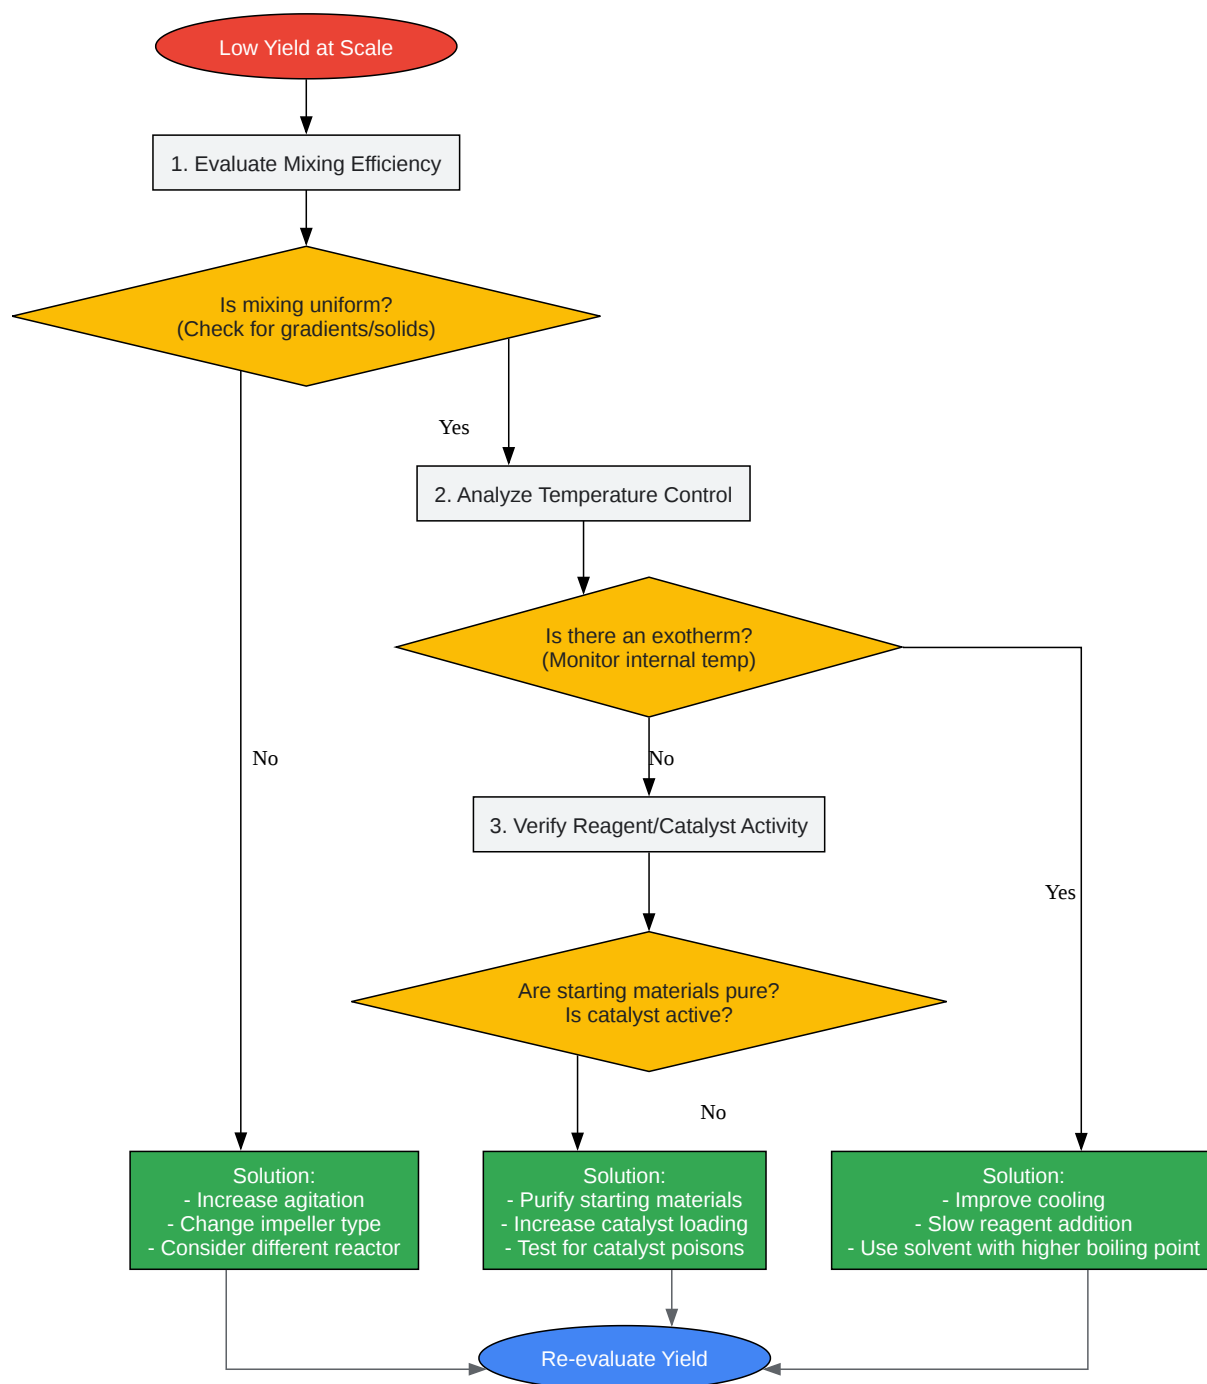 Low Yield at Scale
1. Evaluate Mixing Efficiency
Is mixing uniform?
(Check for gradients/solids)
Yes
2. Analyze Temperature Control
Is there an exotherm?
(Monitor internal temp)
No
No
3. Verify Reagent/Catalyst Activity
Yes
Are starting materials pure?
Is catalyst active?
No
Solution:
- Increase agitation
- Change impeller type
- Consider different reactor
Solution:
- Purify starting materials
- Increase catalyst loading
- Test for catalyst poisons
Solution:
- Improve cooling
- Slow reagent addition
- Use solvent with higher boiling point
Re-evaluate Yield